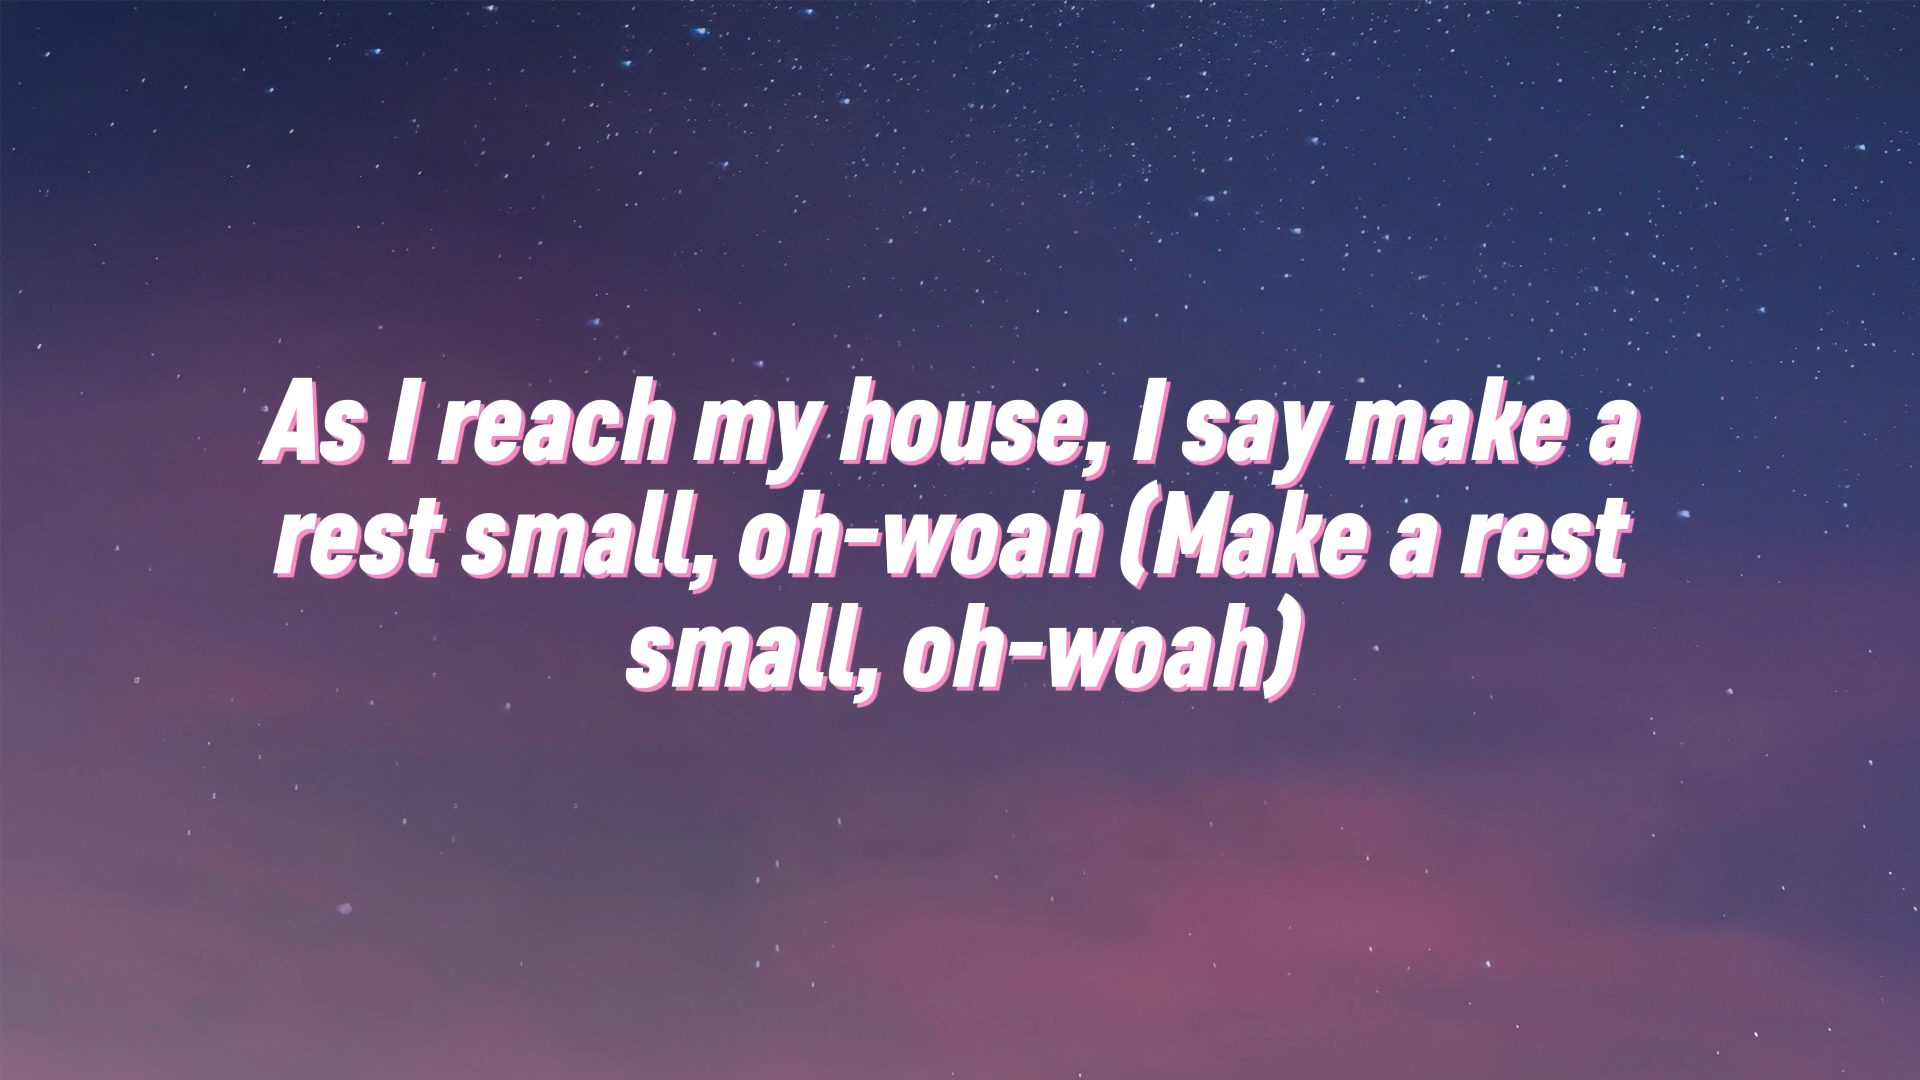 As I reach my house, I say make a
rest small, oh-woah (Make a rest
small, oh-woah)